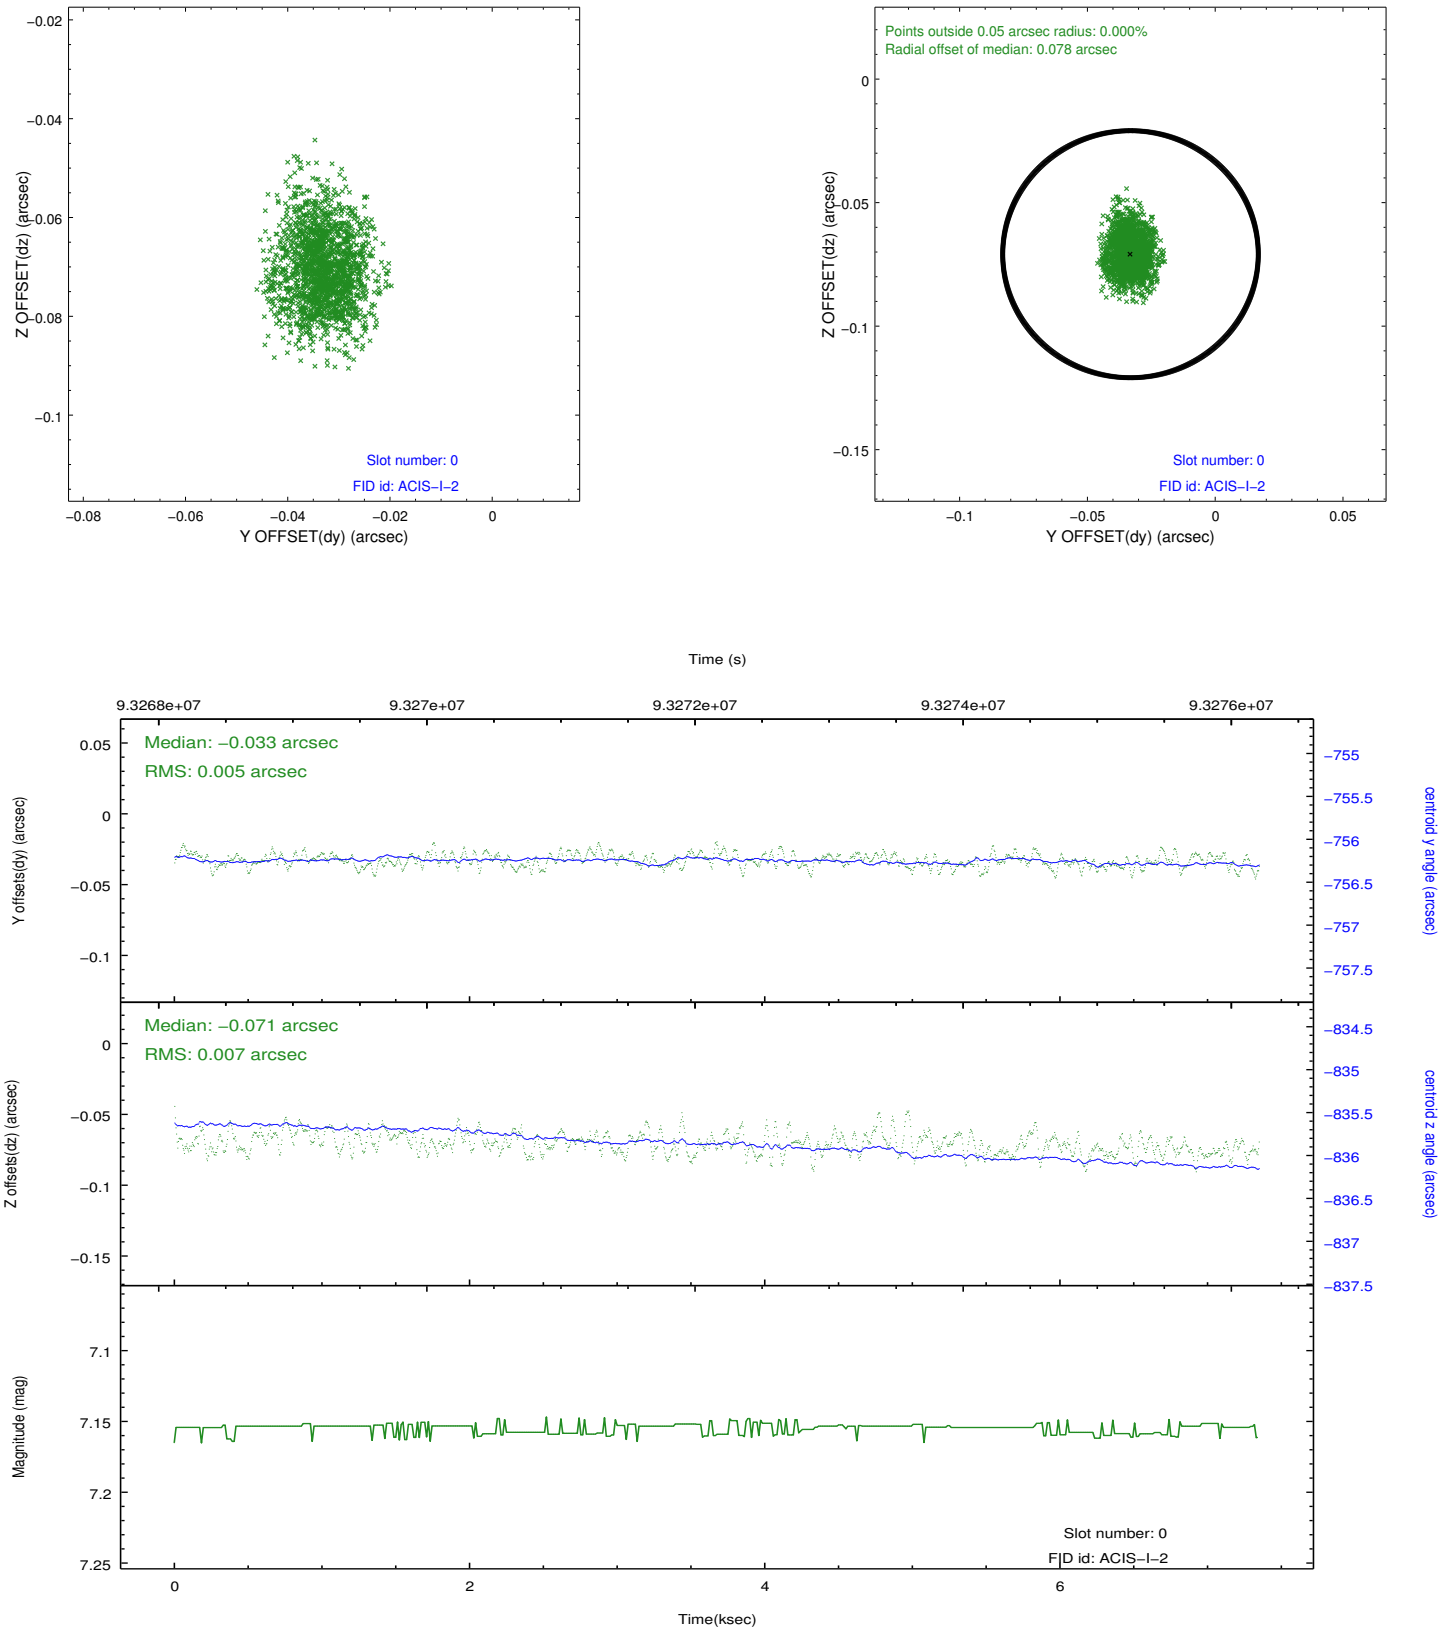 −0.02
−0.04
−0.06
−0.08
−0.1
Z OFFSET(dz) (arcsec)
Slot number: 0
FID id: ACIS−I−2
−0.08
−0.06
−0.04
−0.02
0
Y OFFSET(dy) (arcsec)
Points outside 0.05 arcsec radius: 0.000%
Radial offset of median: 0.078 arcsec
0
−0.05
−0.1
−0.15
Z OFFSET(dz) (arcsec)
Slot number: 0
FID id: ACIS−I−2
−0.1
−0.05
0
0.05
Y OFFSET(dy) (arcsec)
Time (s)
9.3268e+07
9.327e+07
9.3272e+07
9.3274e+07
9.3276e+07
Median: −0.033 arcsec
RMS: 0.005 arcsec
0.05
0
−0.05
−0.1
Y offsets(dy) (arcsec)
−755
−755.5
−756
−756.5
−757
−757.5
centroid y angle (arcsec)
Median: −0.071 arcsec
RMS: 0.007 arcsec
0
−0.05
−0.1
−0.15
Z offsets(dz) (arcsec)
−834.5
−835
−835.5
−836
−836.5
−837
−837.5
centroid z angle (arcsec)
7.1
7.15
7.2
7.25
Magnitude (mag)
Slot number: 0
FID id: ACIS−I−2
0
2
4
6
Time(ksec)